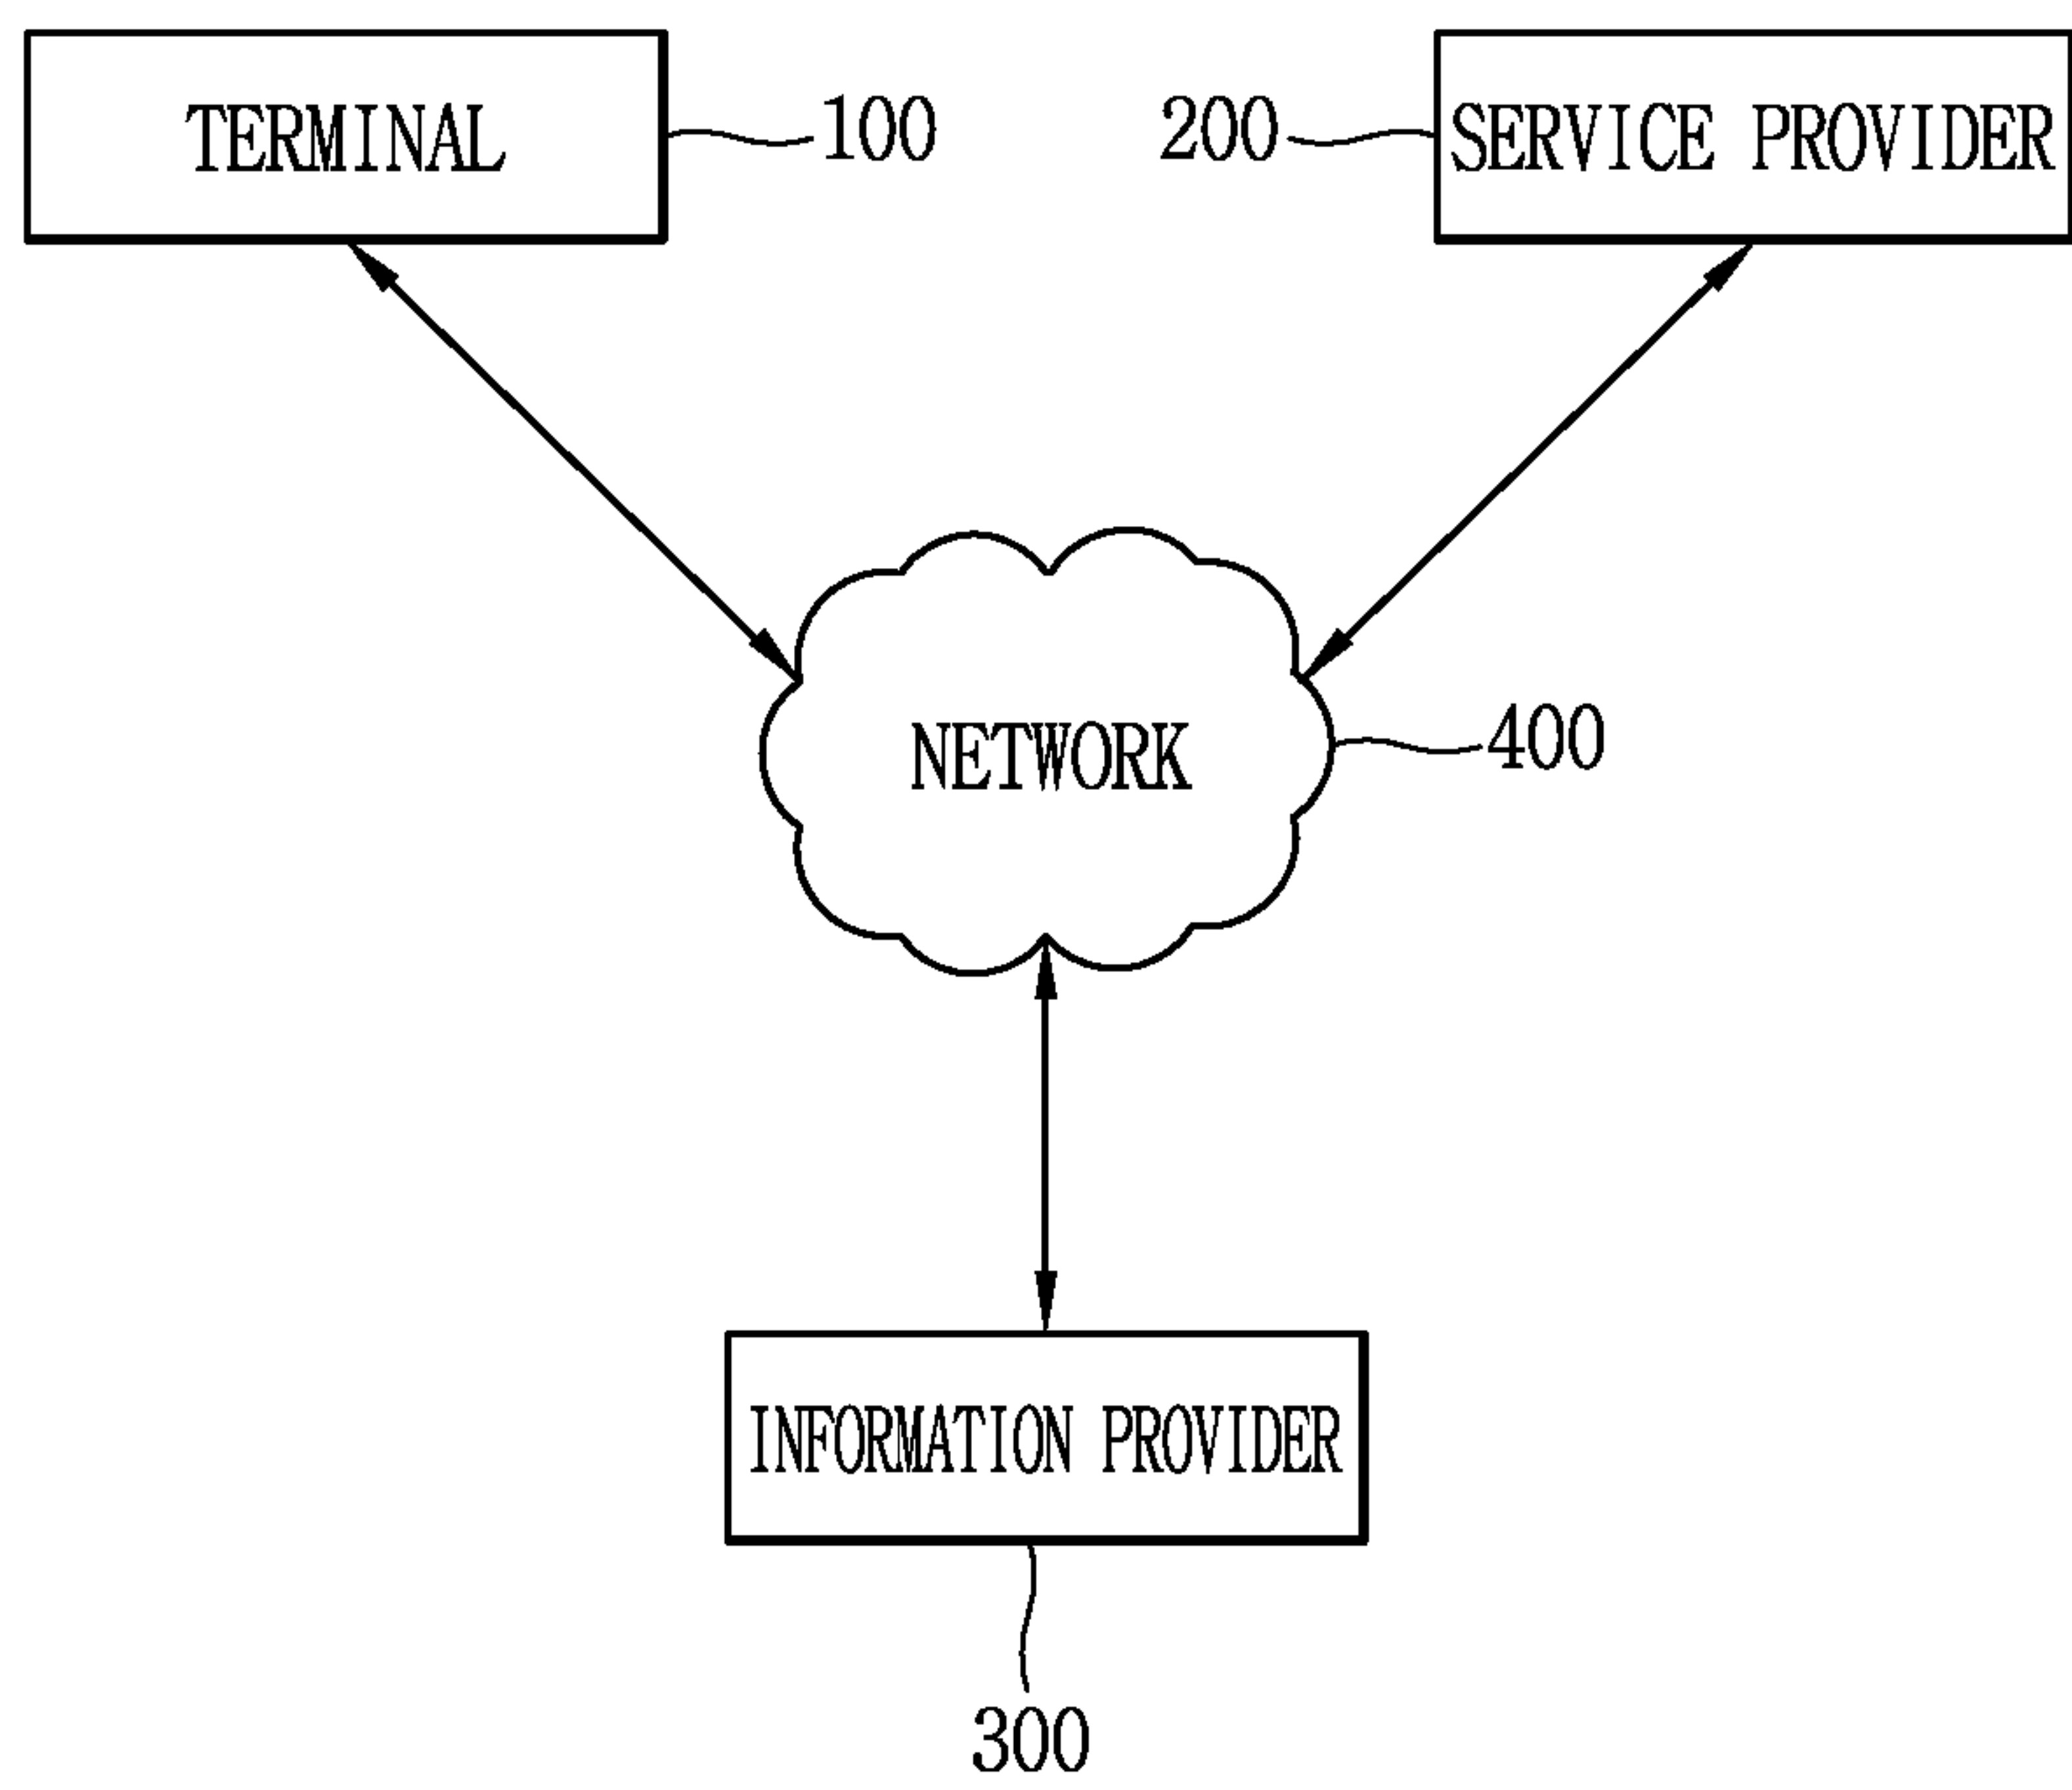 TERMINAL
100
200
SERVICE PROVIDER
NETWORK
400
INFORMATION PROVIDER
300